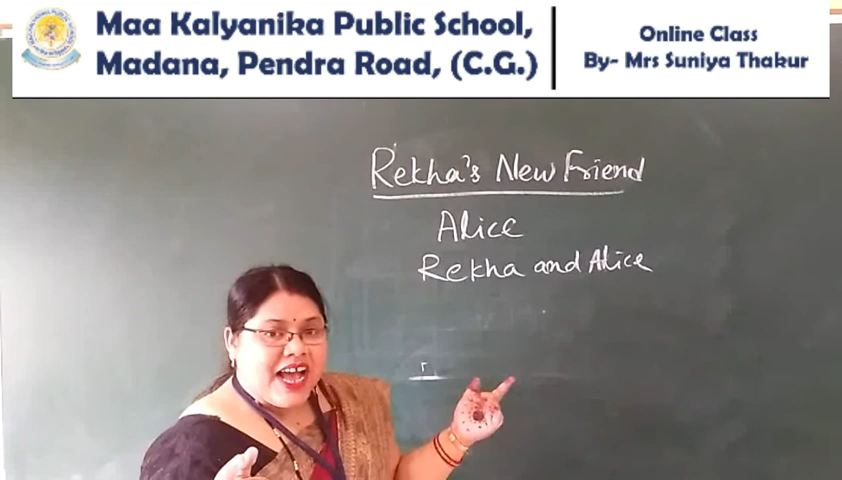 Maa Kalyanika Public School,
Madana, Pendra Road, (C.G.)
Online Class
By- Mrs Suniya Thakur
Rekha's New Friend
Alice
Rekha and Alice